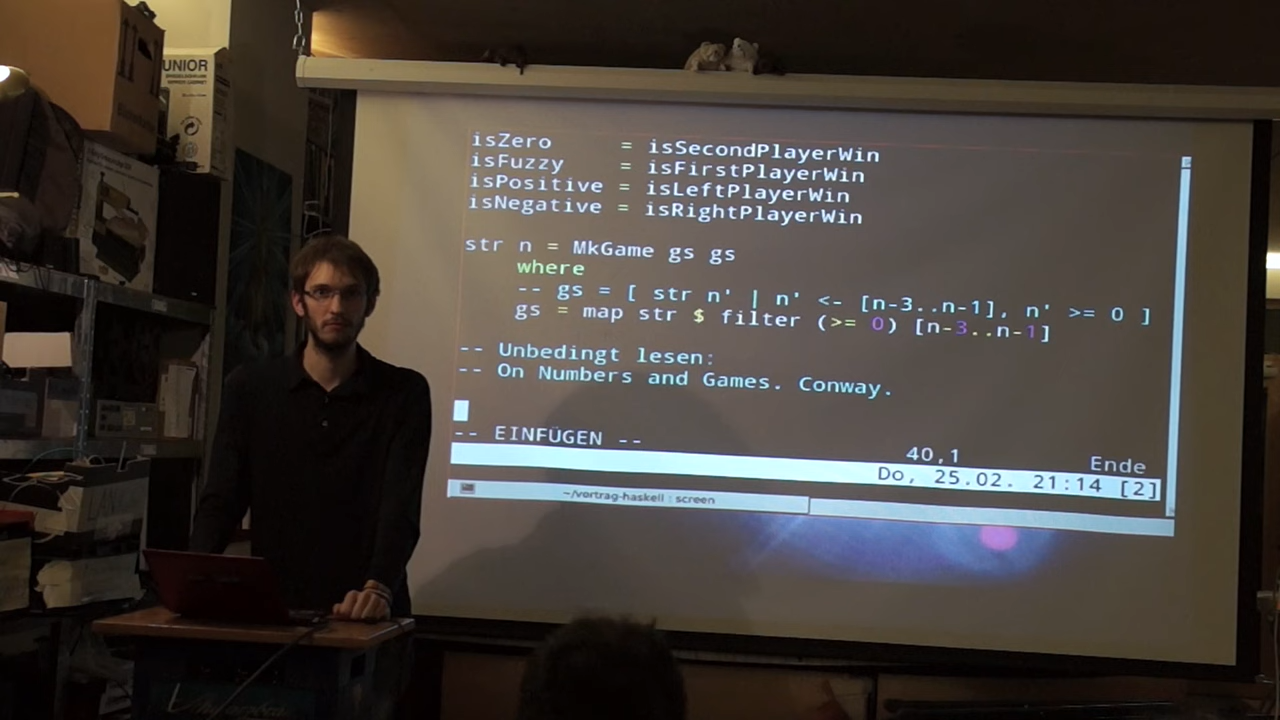 UNIOR
isZero     = isSecondPlayerWin
isFuzzy    = isFirstPlayerWin
isPositive = isLeftPlayerWin
isNegative = isRightPlayerWin
str n = MkGame gs gs
where
-- gs = [ str n' | n' <- [n-3..n-1], n' >= 0 ]
gs = map str $ filter (>= 0) [n-3..n-1]
-- Unbedingt lesen:
-- On Numbers and Games. Conway.
-- EINFÜGEN --
40,1 Ende
Do, 25.02. 21:14 [2]
~/vortrag-haskell : screen